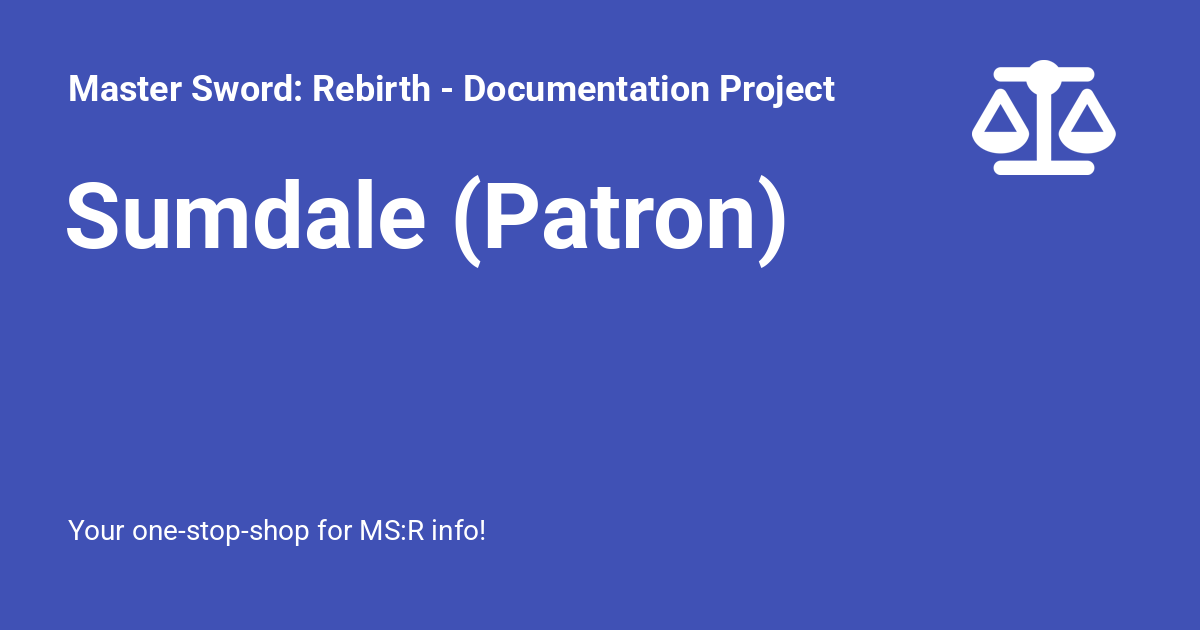 Master Sword: Rebirth - Documentation Project
Sumdale (Patron)
Your one-stop-shop for MS:R info!